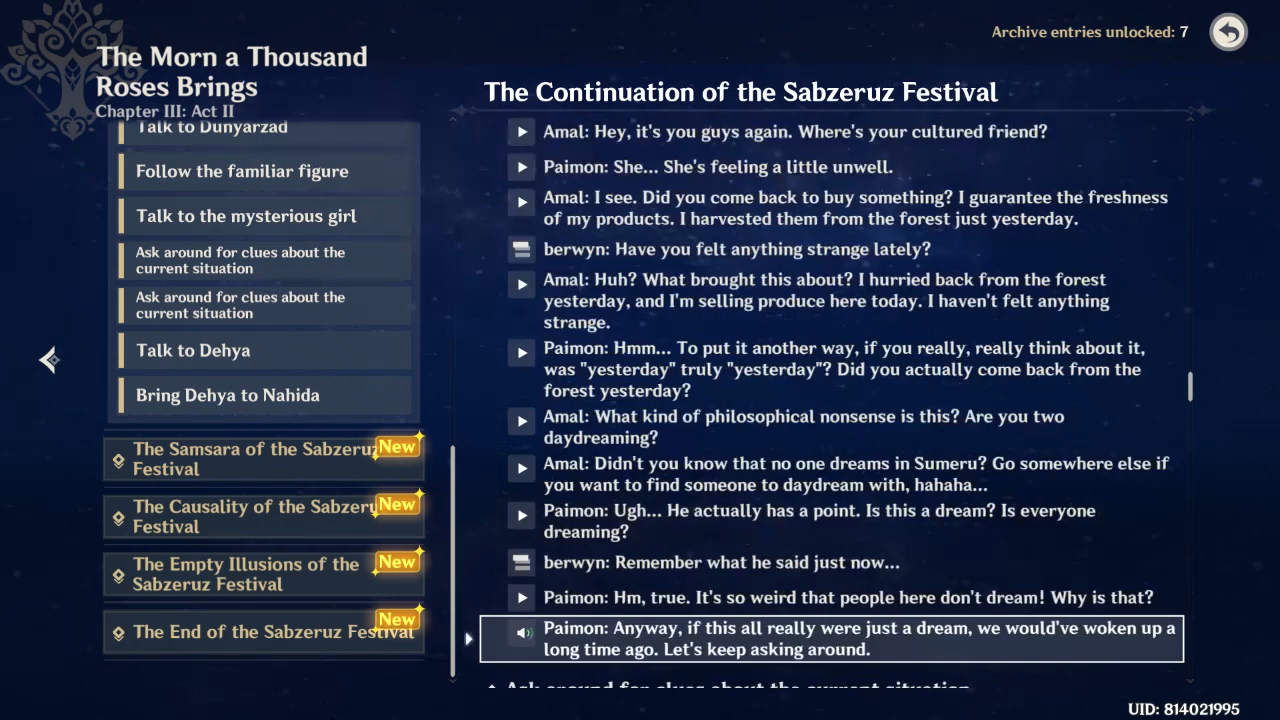 Archive entries unlocked: 7
The Morn a Thousand
Roses Brings
Chapter III: Act II
Talk to Dunyarzad
Follow the familiar figure
Talk to the mysterious girl
Ask around for clues about the
current situation
Ask around for clues about the
current situation
Talk to Dehya
Bring Dehya to Nahida
The Samsara of the Sabzeruz
Festival
New
The Causality of the Sabzeru
Festival
New
The Empty Illusions of the
Sabzeruz Festival
New
The End of the Sabzeruz Festival
New
The Continuation of the Sabzeruz Festival
Amal: Hey, it's you guys again. Where's your cultured friend?
Paimon: She... She's feeling a little unwell.
Amal: I see. Did you come back to buy something? I guarantee the freshness
of my products. I harvested them from the forest just yesterday.
berwyn: Have you felt anything strange lately?
Amal: Huh? What brought this about? I hurried back from the forest
yesterday, and I'm selling produce here today. I haven't felt anything
strange.
Paimon: Hmm... To put it another way, if you really, really think about it,
was "yesterday" truly "yesterday"? Did you actually come back from the
forest yesterday?
Amal: What kind of philosophical nonsense is this? Are you two
daydreaming?
Amal: Didn't you know that no one dreams in Sumeru? Go somewhere else if
you want to find someone to daydream with, hahaha...
Paimon: Ugh... He actually has a point. Is this a dream? Is everyone
dreaming?
berwyn: Remember what he said just now...
Paimon: Hm, true. It's so weird that people here don't dream! Why is that?
Paimon: Anyway, if this all really were just a dream, we would've woken up a
long time ago. Let's keep asking around.
Ask around for clues about the current situation
UID: 814021995